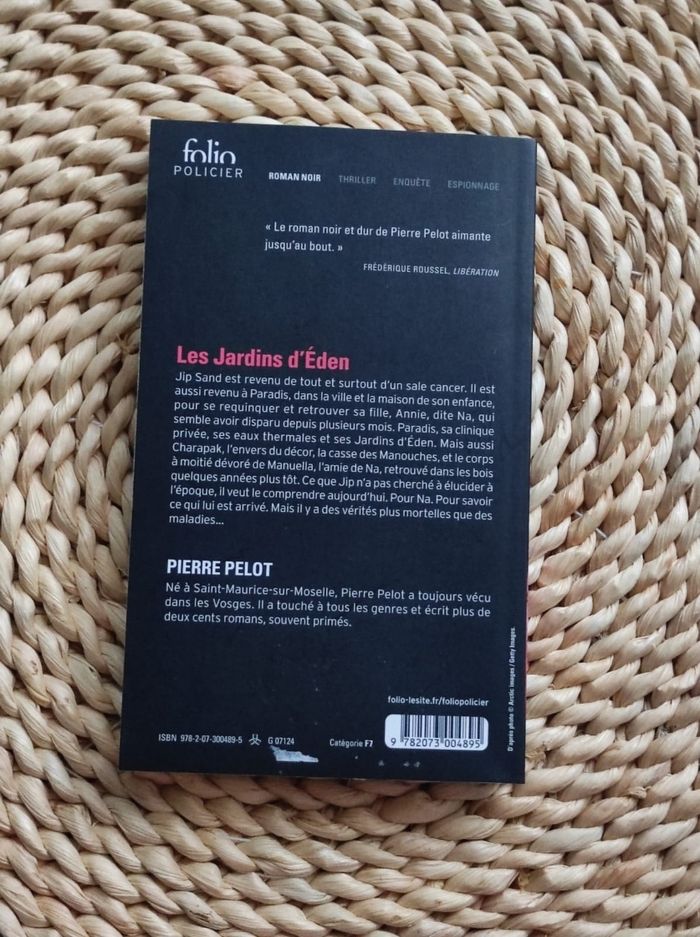 folio
POLICIER
ROMAN NOIR THRILLER ENQUÊTE ESPIONNAGE
« Le roman noir et dur de Pierre Pelot aimante
jusqu'au bout. »
FRÉDÉRIQUE ROUSSEL, LIBÉRATION
Les Jardins d'Éden
Jip Sand est revenu de tout et surtout d'un sale cancer. Il est
aussi revenu à Paradis, dans la ville et la maison de son enfance,
pour se requinquer et retrouver sa fille, Annie, dite Na, qui
semble avoir disparu depuis plusieurs mois. Paradis, sa clinique
privée, ses eaux thermales et ses Jardins d'Éden. Mais aussi
Charapak, l'envers du décor, la casse des Manouches, et le corps
à moitié dévoré de Manuella, l'amie de Na, retrouvé dans les bois
quelques années plus tôt. Ce que Jip n'a pas cherché à élucider à
l'époque, il veut le comprendre aujourd'hui. Pour Na. Pour savoir
ce qui lui est arrivé. Mais il y a des vérités plus mortelles que des
maladies...
PIERRE PELOT
Né à Saint-Maurice-sur-Moselle, Pierre Pelot a toujours vécu
dans les Vosges. Il a touché à tous les genres et écrit plus de
deux cents romans, souvent primés.
folio-lesite.fr/foliopolicier
ISBN 978-2-07-300489-5 G 07124 Catégorie F7
9 782073 004895
D'après photo © Arctic images / Getty Images.